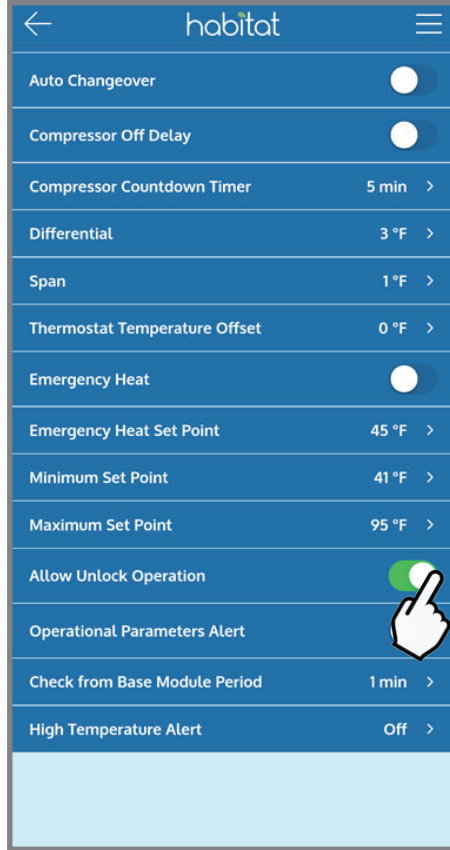 habitat
Auto Changeover
Compressor Off Delay
Compressor Countdown Timer 5 min >
Differential 3 °F >
Span 1 °F >
Thermostat Temperature Offset 0 °F >
Emergency Heat
Emergency Heat Set Point 45 °F >
Minimum Set Point 41 °F >
Maximum Set Point 95 °F >
Allow Unlock Operation
Operational Parameters Alert
Check from Base Module Period 1 min >
High Temperature Alert Off >